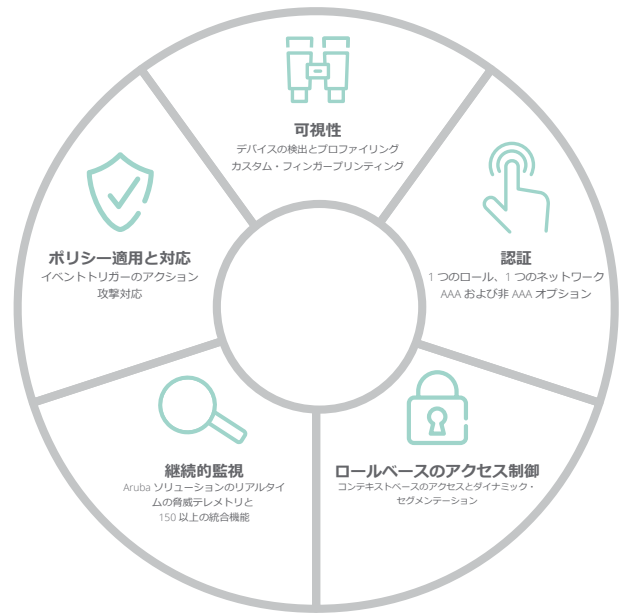 可視性
デバイスの検出とプロファイリング
カスタム・フィンガープリンティング
認証
1 つのロール、1 つのネットワーク
AAA および非 AAA オプション
ロールベースのアクセス制御
コンテキストベースのアクセスとダイナミック・
セグメンテーション
継続的監視
Aruba ソリューションのリアルタイ
ムの脅威テレメトリと
150 以上の統合機能
ポリシー適用と対応
イベントトリガーのアクション
攻撃対応